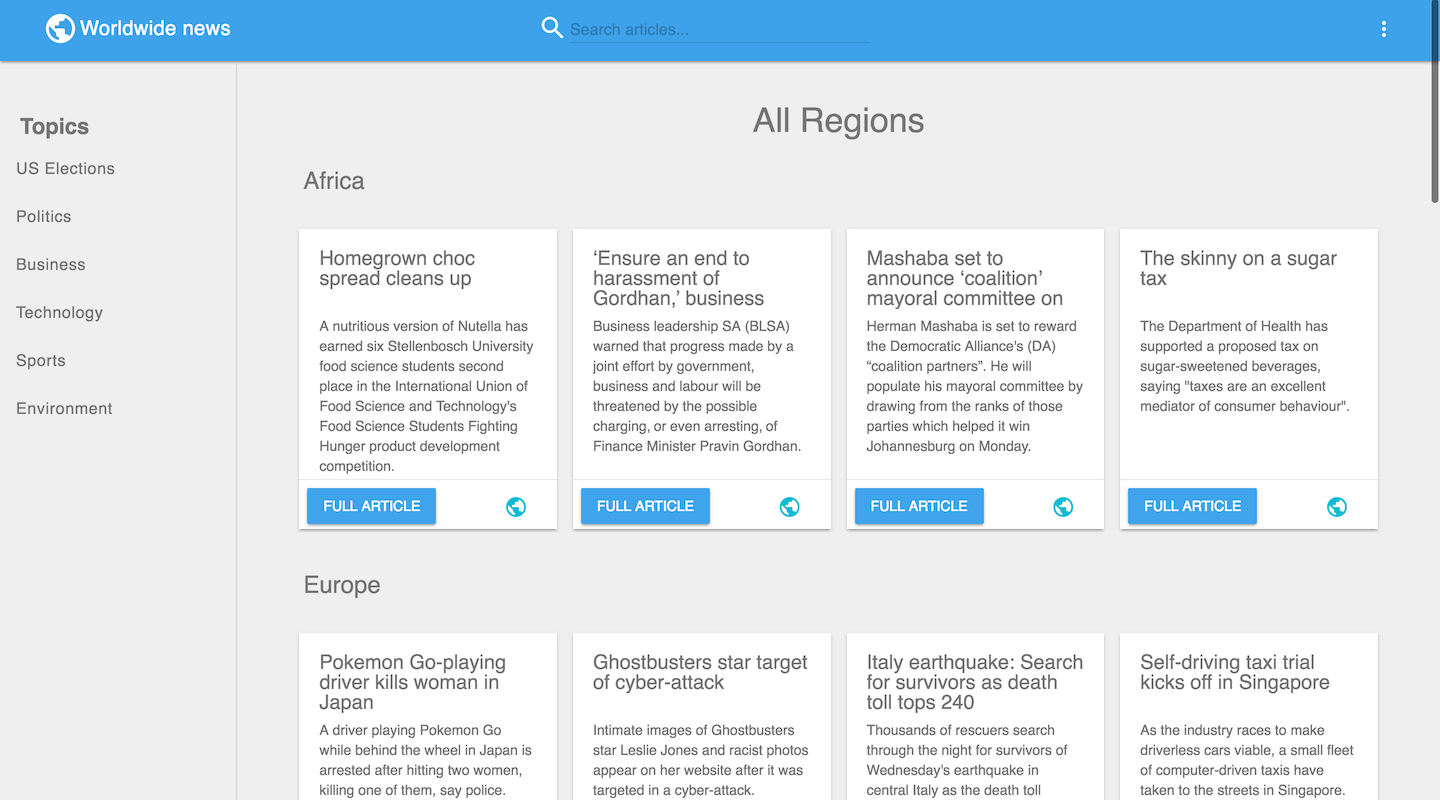 Worldwide news
Search articles...
Topics
US Elections
Politics
Business
Technology
Sports
Environment
All Regions
Africa
Homegrown choc
spread cleans up
A nutritious version of Nutella has
earned six Stellenbosch University
food science students second
place in the International Union of
Food Science and Technology's
Food Science Students Fighting
Hunger product development
competition.
FULL ARTICLE
‘Ensure an end to
harassment of
Gordhan,’ business
Business leadership SA (BLSA)
warned that progress made by a
joint effort by government,
business and labour will be
threatened by the possible
charging, or even arresting, of
Finance Minister Pravin Gordhan.
FULL ARTICLE
Mashaba set to
announce ‘coalition’
mayoral committee on
Herman Mashaba is set to reward
the Democratic Alliance's (DA)
“coalition partners”. He will
populate his mayoral committee by
drawing from the ranks of those
parties which helped it win
Johannesburg on Monday.
FULL ARTICLE
The skinny on a sugar
tax
The Department of Health has
supported a proposed tax on
sugar-sweetened beverages,
saying "taxes are an excellent
mediator of consumer behaviour".
FULL ARTICLE
Europe
Pokemon Go-playing
driver kills woman in
Japan
A driver playing Pokemon Go
while behind the wheel in Japan is
arrested after hitting two women,
killing one of them, say police.
Ghostbusters star target
of cyber-attack
Intimate images of Ghostbusters
star Leslie Jones and racist photos
appear on her website after it was
targeted in a cyber-attack.
Italy earthquake: Search
for survivors as death
toll tops 240
Thousands of rescuers search
through the night for survivors of
Wednesday's earthquake in
central Italy as the death toll
Self-driving taxi trial
kicks off in Singapore
As the industry races to make
driverless cars viable, a small fleet
of computer-driven taxis have
taken to the streets in Singapore.